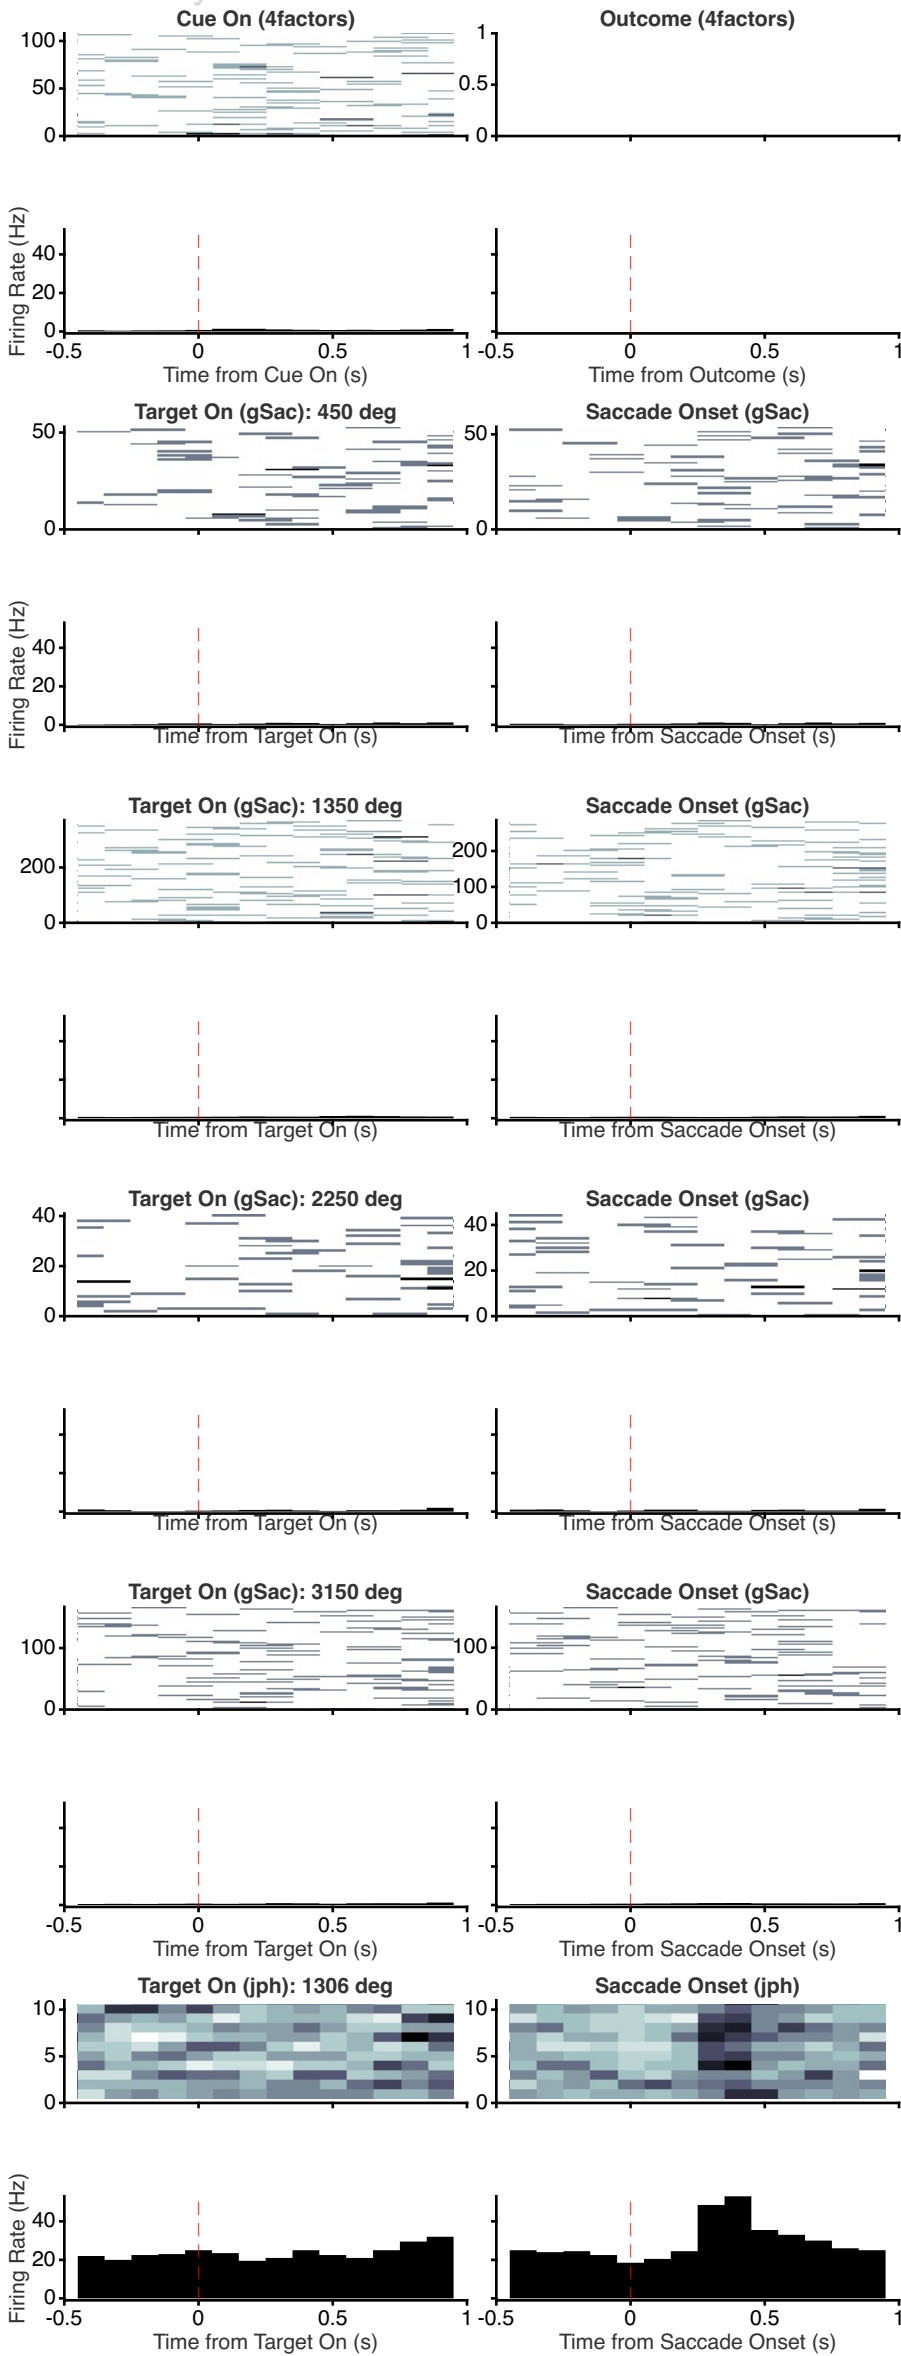 Cue On (4factors) Outcome (4factors)
100 50 0
1 0.5 0
Firing Rate (Hz)
40 20 0
-0.5 0 0.5 1 -0.5 0 0.5 1
Time from Cue On (s) Time from Outcome (s)
Target On (gSac): 450 deg Saccade Onset (gSac)
50 0
50 0
Firing Rate (Hz)
40 20 0
Time from Target On (s) Time from Saccade Onset (s)
Target On (gSac): 1350 deg Saccade Onset (gSac)
200 0
200 100 0
Time from Target On (s) Time from Saccade Onset (s)
Target On (gSac): 2250 deg Saccade Onset (gSac)
40 20 0
40 20 0
Time from Target On (s) Time from Saccade Onset (s)
Target On (gSac): 3150 deg Saccade Onset (gSac)
100 0
100 0
-0.5 0 0.5 1 -0.5 0 0.5 1
Time from Target On (s) Time from Saccade Onset (s)
Target On (jph): 1306 deg Saccade Onset (jph)
10 5 0
10 5 0
Firing Rate (Hz)
40 20 0
-0.5 0 0.5 1 -0.5 0 0.5 1
Time from Target On (s) Time from Saccade Onset (s)